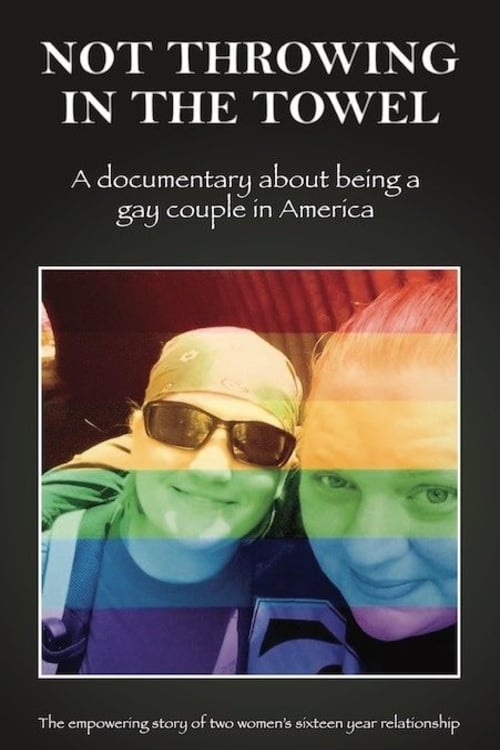 NOT THROWING
IN THE TOWEL
A documentary about being a
gay couple in America
The empowering story of two women's sixteen year relationship